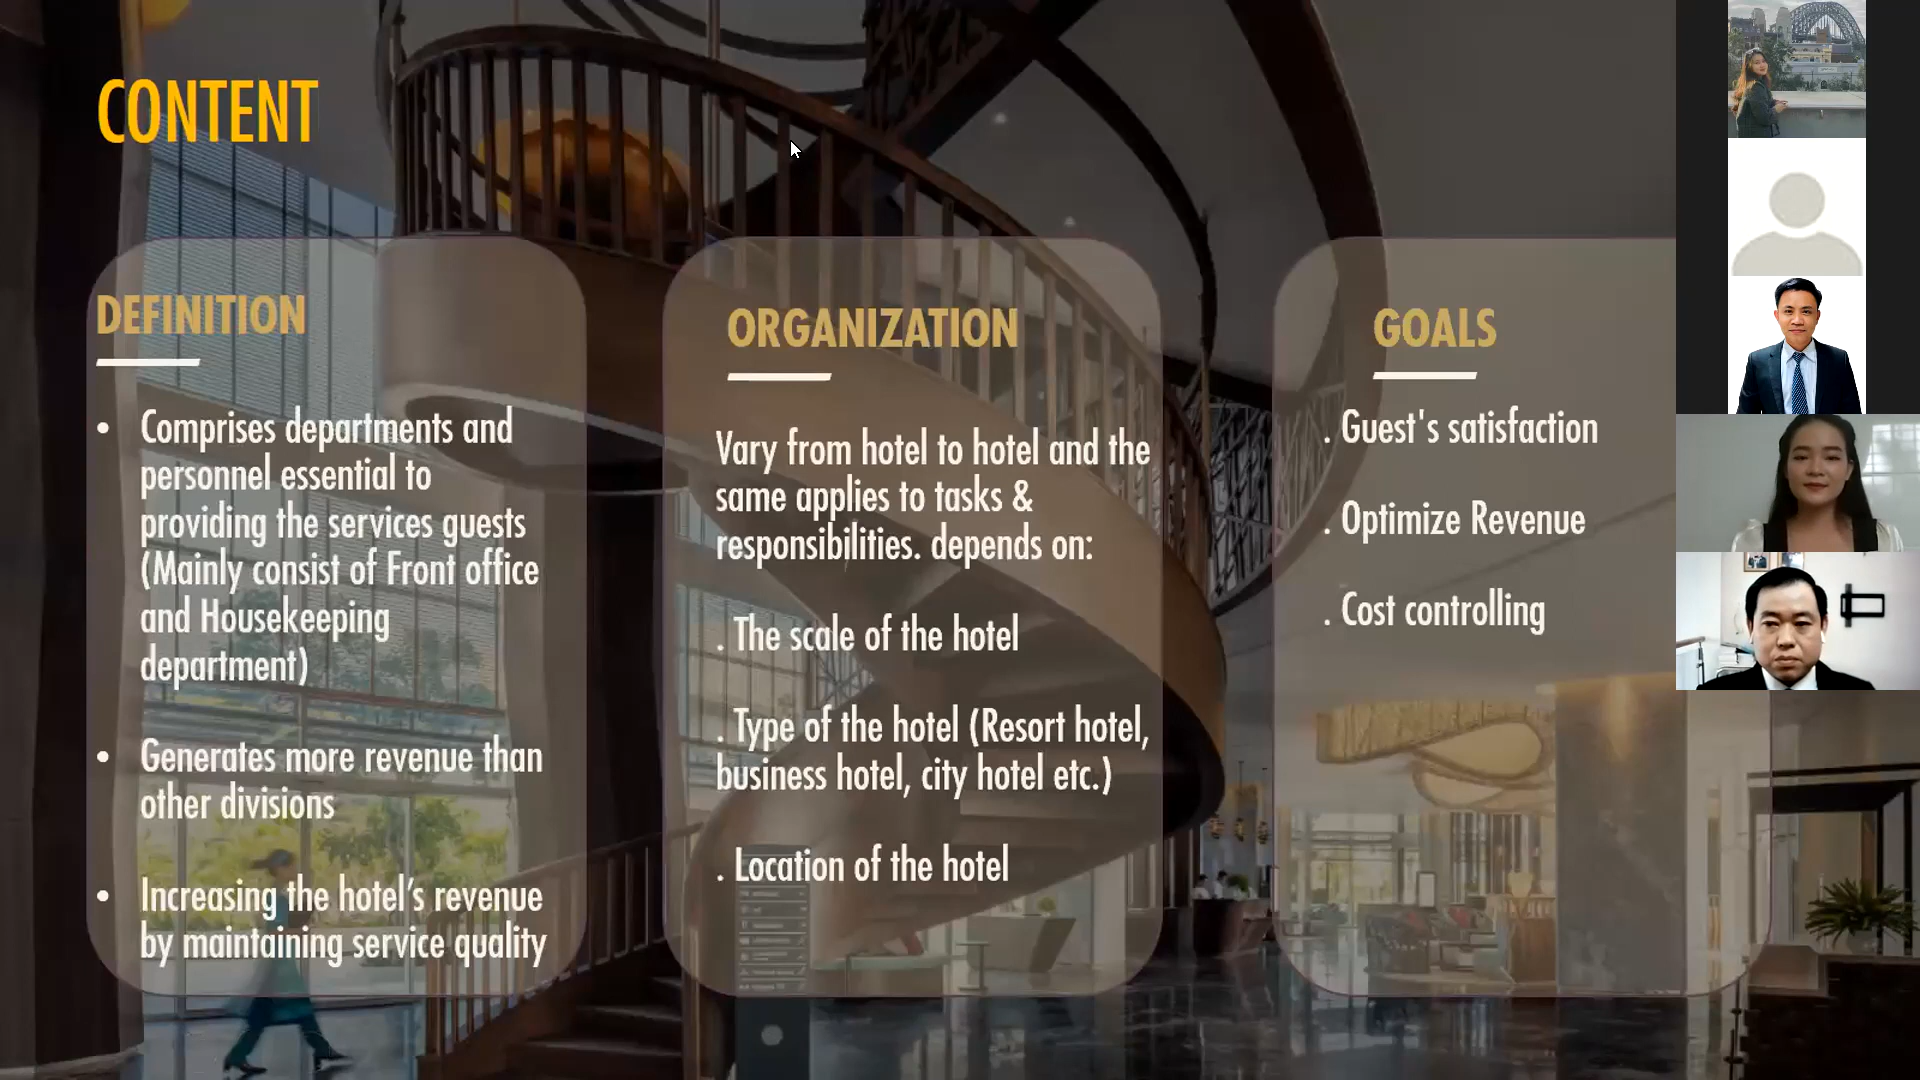 CONTENT
DEFINITION
• Comprises departments and
personnel essential to
providing the services guests
(Mainly consist of Front office
and Housekeeping
department)
• Generates more revenue than
other divisions
• Increasing the hotel’s revenue
by maintaining service quality
ORGANIZATION
Vary from hotel to hotel and the
same applies to tasks &
responsibilities. depends on:
. The scale of the hotel
. Type of the hotel (Resort hotel,
business hotel, city hotel etc.)
. Location of the hotel
GOALS
. Guest's satisfaction
. Optimize Revenue
. Cost controlling